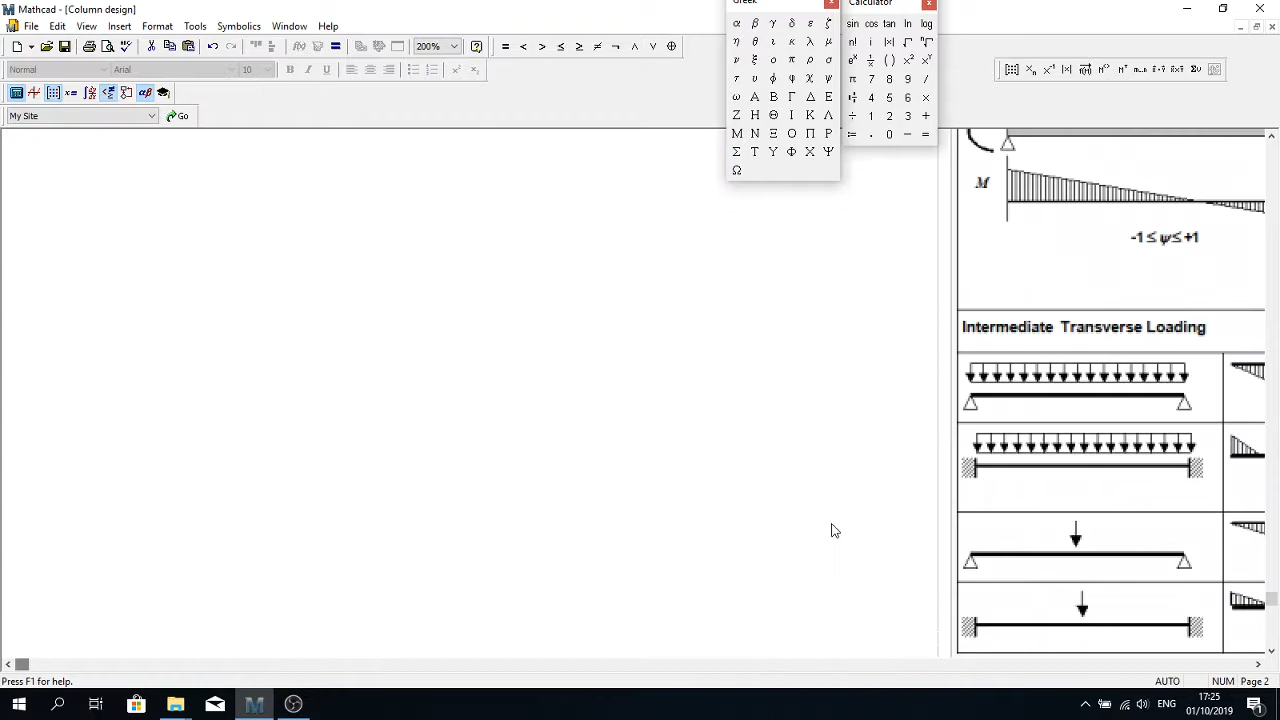 Mathcad - [Column design]
File Edit View Insert Format Tools Symbolics Window Help
200% = < > ≤ ≥ ≠ ¬ ∧ ∨ ⊕
Normal Arial 10 B I U
My Site Go
Greek
α β γ δ ε ζ
η θ ι κ λ μ
ν ξ ο π ρ σ
τ υ φ ϕ χ ψ
ω Α Β Γ Δ Ε
Ζ Η Θ Ι Κ Λ
Μ Ν Ξ Ο Π Ρ
Σ Τ Υ Φ Χ Ψ
Ω
Calculator
sin cos tan ln log
n! i |×| √ ⁿ√
eˣ ( ) ×² ×ʸ
π 7 8 9 /
4 5 6 ×
÷ 1 2 3 +
:= . 0 − =
M
-1 ≤ ψ ≤ +1
Intermediate Transverse Loading
Press F1 for help.
AUTO NUM Page 2
ENG
17:25
01/10/2019